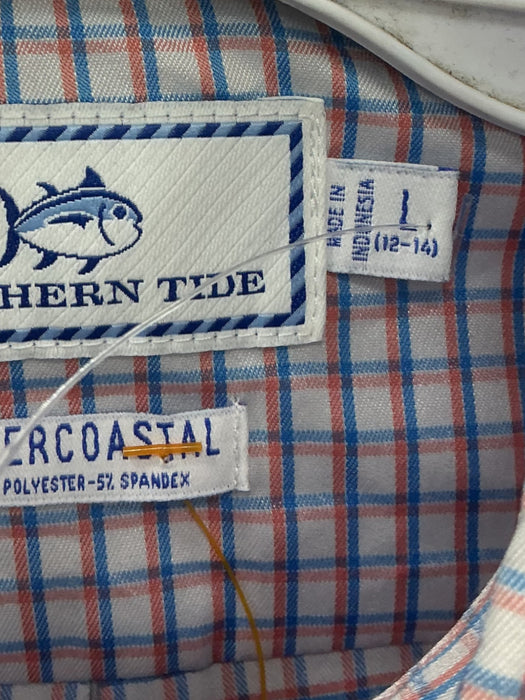 HERN TIDE
MADE IN
INDONESIA
L
(12-14)
ERCOASTAL
POLYESTER-5% SPANDEX